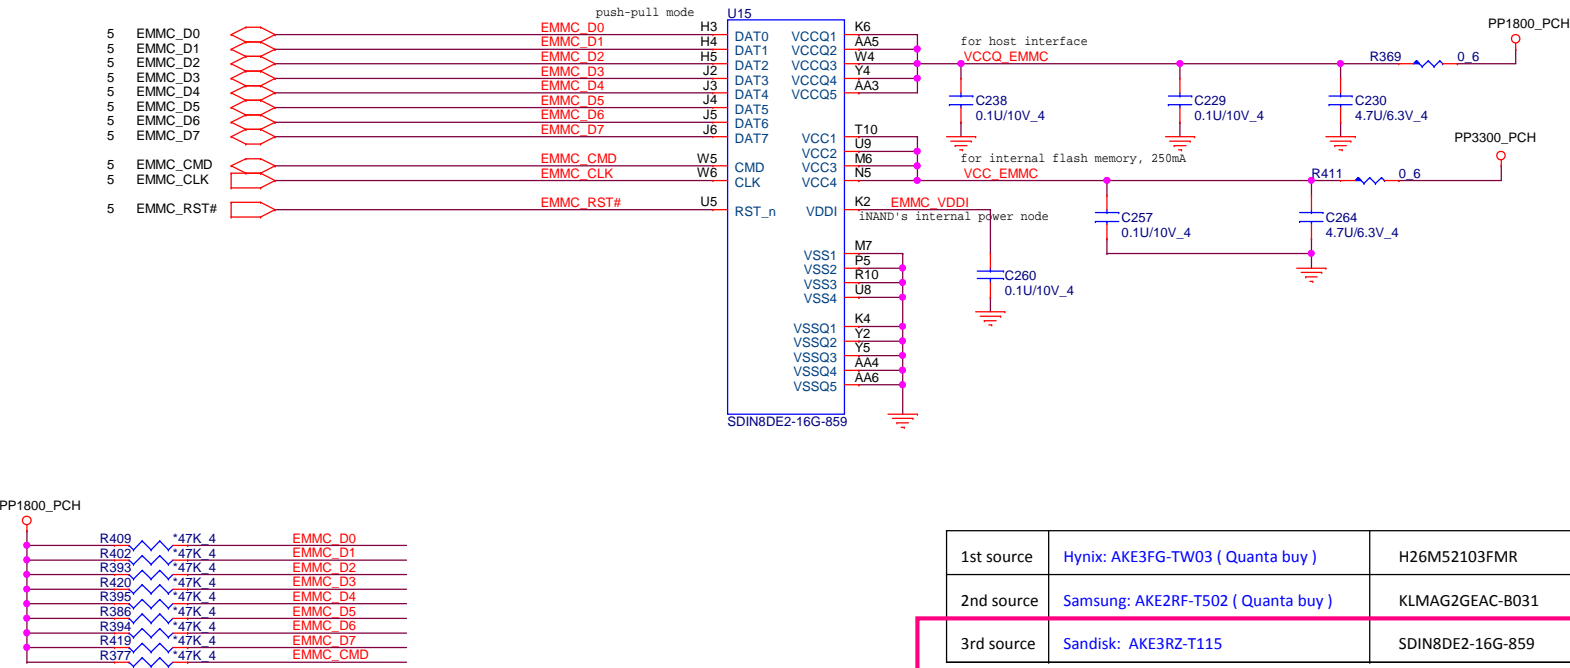 push-pull mode U15
5 EMMC_D0 EMMC_D0 H3 DAT0 VCCQ1 K6
5 EMMC_D1 EMMC_D1 H4 DAT1 VCCQ2 AA5 for host interface
5 EMMC_D2 EMMC_D2 H5 DAT2 VCCQ3 W4 VCCQ_EMMC R369 0_6 PP1800_PCH
5 EMMC_D3 EMMC_D3 J2 DAT3 VCCQ4 Y4
5 EMMC_D4 EMMC_D4 J3 DAT4 VCCQ5 AA3
5 EMMC_D5 EMMC_D5 J4 DAT5
5 EMMC_D6 EMMC_D6 J5 DAT6
5 EMMC_D7 EMMC_D7 J6 DAT7
C238 C229 C230
0.1U/10V_4 0.1U/10V_4 4.7U/6.3V_4
VCC1 T10 PP3300_PCH
VCC2 U9
for internal flash memory, 250mA
5 EMMC_CMD EMMC_CMD W5 CMD VCC3 M6
5 EMMC_CLK EMMC_CLK W6 CLK VCC4 N5 VCC_EMMC R411 0_6
5 EMMC_RST# EMMC_RST# U5 RST_n VDDI K2 EMMC_VDDI
iNAND's internal power node
C257 C264
0.1U/10V_4 4.7U/6.3V_4
VSS1 M7
VSS2 P5
VSS3 R10
VSS4 U8
C260
0.1U/10V_4
VSSQ1 K4
VSSQ2 Y2
VSSQ3 Y5
VSSQ4 AA4
VSSQ5 AA6
SDIN8DE2-16G-859
PP1800_PCH
R409 *47K_4 EMMC_D0
R402 *47K_4 EMMC_D1
R393 *47K_4 EMMC_D2
R420 *47K_4 EMMC_D3
R395 *47K_4 EMMC_D4
R386 *47K_4 EMMC_D5
R394 *47K_4 EMMC_D6
R419 *47K_4 EMMC_D7
R377 *47K_4 EMMC_CMD
1st source Hynix: AKE3FG-TW03 ( Quanta buy ) H26M52103FMR
2nd source Samsung: AKE2RF-T502 ( Quanta buy ) KLMAG2GEAC-B031
3rd source Sandisk: AKE3RZ-T115 SDIN8DE2-16G-859